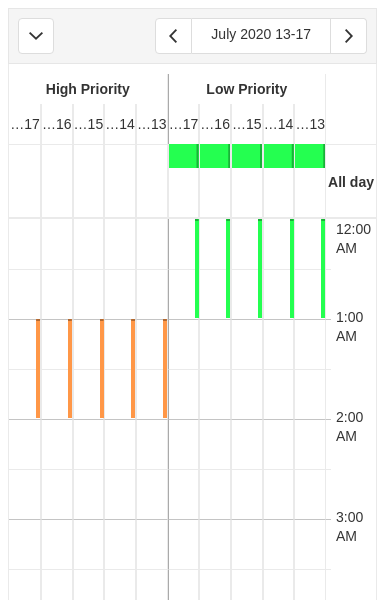 July 2020 13-17
High Priority Low Priority
...17 ...16 ...15 ...14 ...13 ...17 ...16 ...15 ...14 ...13
All day
12:00
AM
1:00
AM
2:00
AM
3:00
AM